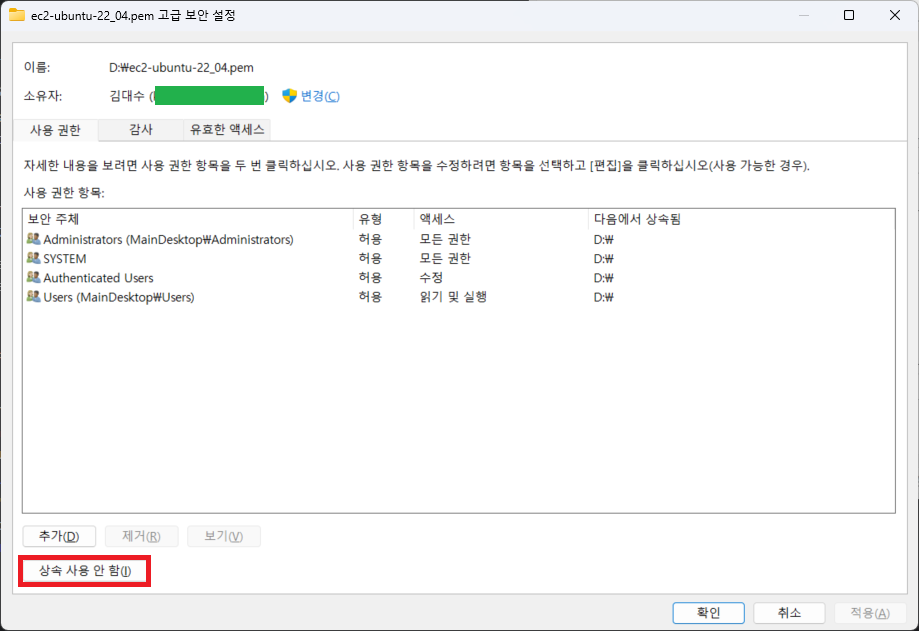 ec2-ubuntu-22_04.pem 고급 보안 설정
이름: D:₩ec2-ubuntu-22_04.pem
소유자: 김대수 ( ) 변경(C)
사용 권한 감사 유효한 액세스
자세한 내용을 보려면 사용 권한 항목을 두 번 클릭하십시오. 사용 권한 항목을 수정하려면 항목을 선택하고 [편집]을 클릭하십시오(사용 가능한 경우).
사용 권한 항목:
보안 주체 유형 액세스 다음에서 상속됨
Administrators (MainDesktop₩Administrators) 허용 모든 권한 D:₩
SYSTEM 허용 모든 권한 D:₩
Authenticated Users 허용 수정 D:₩
Users (MainDesktop₩Users) 허용 읽기 및 실행 D:₩
추가(D) 제거(R) 보기(V)
상속 사용 안 함(I)
확인 취소 적용(A)